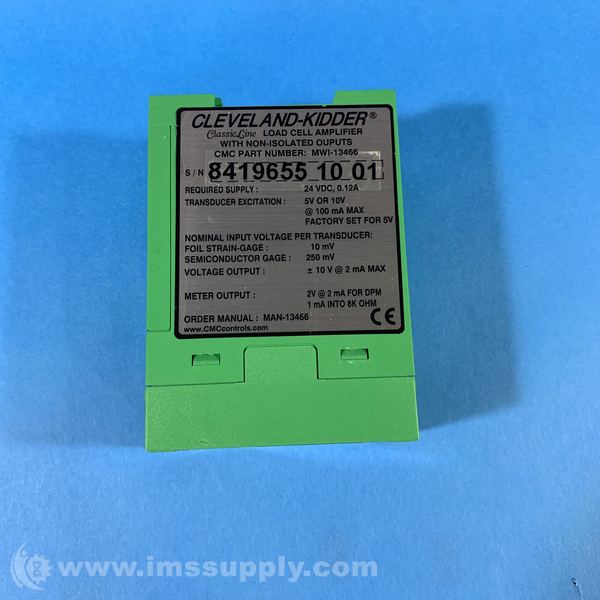 CLEVELAND-KIDDER®
ClassicLine LOAD CELL AMPLIFIER
WITH NON-ISOLATED OUPUTS
CMC PART NUMBER: MWI-13466
S/N 8419655 10 01
REQUIRED SUPPLY : 24 VDC, 0.12A
TRANSDUCER EXCITATION : 5V OR 10V
@ 100 mA MAX
FACTORY SET FOR 5V
NOMINAL INPUT VOLTAGE PER TRANSDUCER:
FOIL STRAIN-GAGE : 10 mV
SEMICONDUCTOR GAGE : 250 mV
VOLTAGE OUTPUT : ± 10 V @ 2 mA MAX
METER OUTPUT : 2V @ 2 mA FOR DPM
1 mA INTO 8K OHM
ORDER MANUAL : MAN-13466
www.CMCcontrols.com CE
www.imssupply.com